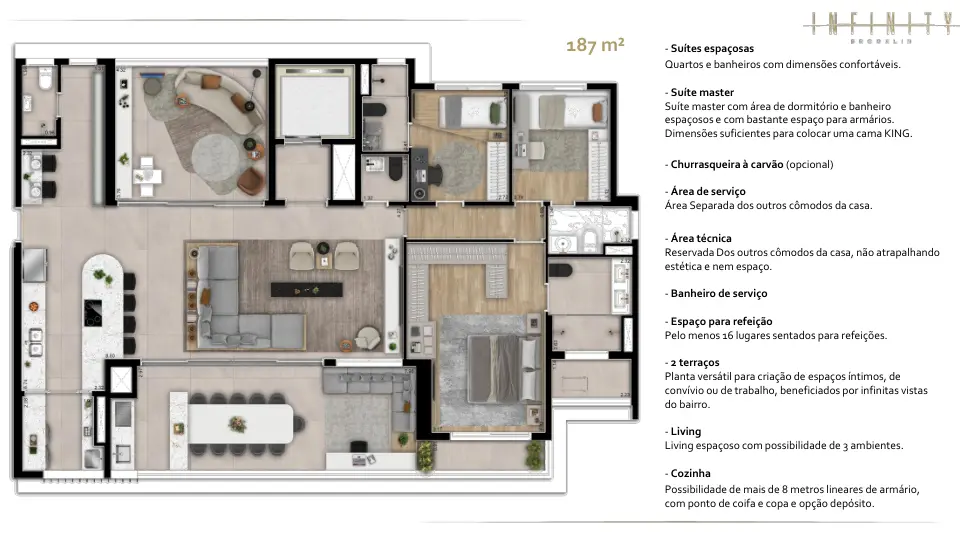 INFINITY
BROOKLIN
187 m²
- Suítes espaçosas
Quartos e banheiros com dimensões confortáveis.
- Suíte master
Suíte master com área de dormitório e banheiro
espaçosos e com bastante espaço para armários.
Dimensões suficientes para colocar uma cama KING.
- Churrasqueira à carvão (opcional)
- Área de serviço
Área Separada dos outros cômodos da casa.
- Área técnica
Reservada Dos outros cômodos da casa, não atrapalhando
estética e nem espaço.
- Banheiro de serviço
- Espaço para refeição
Pelo menos 16 lugares sentados para refeições.
- 2 terraços
Planta versátil para criação de espaços íntimos, de
convívio ou de trabalho, beneficiados por infinitas vistas
do bairro.
- Living
Living espaçoso com possibilidade de 3 ambientes.
- Cozinha
Possibilidade de mais de 8 metros lineares de armário,
com ponto de coifa e copa e opção depósito.